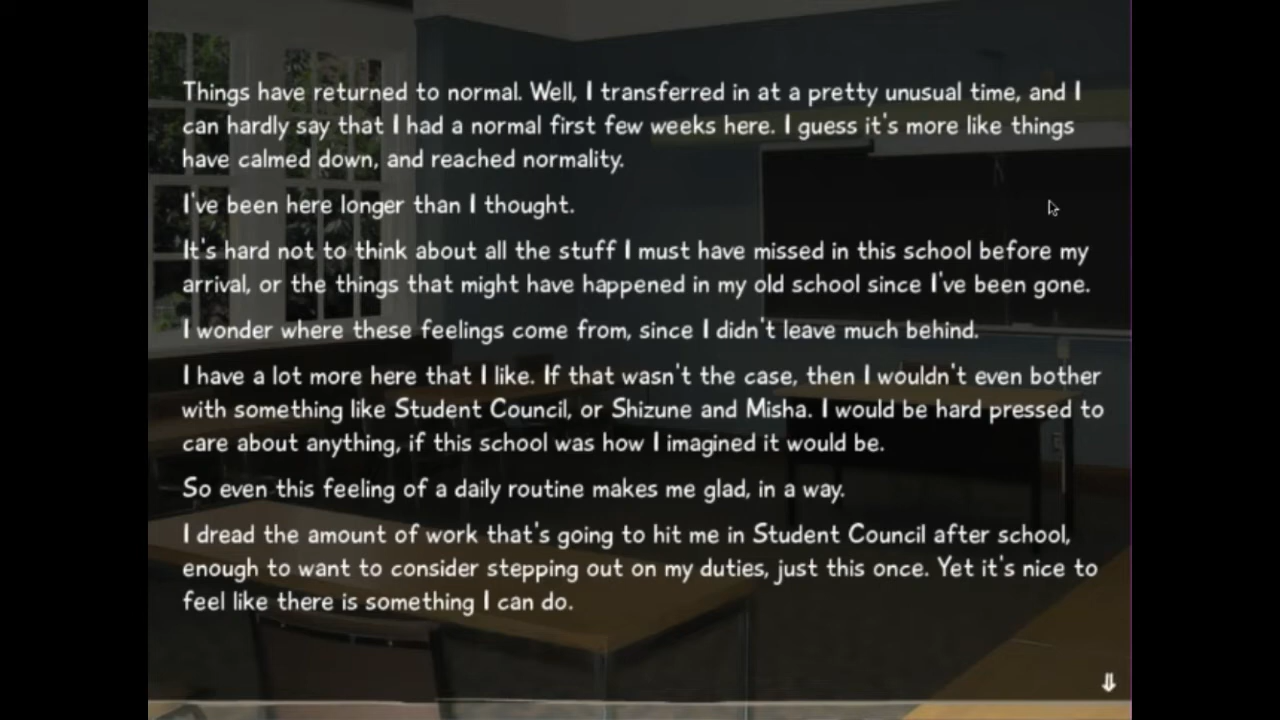 Things have returned to normal. Well, I transferred in at a pretty unusual time, and I
can hardly say that I had a normal first few weeks here. I guess it's more like things
have calmed down, and reached normality.
I've been here longer than I thought.
It's hard not to think about all the stuff I must have missed in this school before my
arrival, or the things that might have happened in my old school since I've been gone.
I wonder where these feelings come from, since I didn't leave much behind.
I have a lot more here that I like. If that wasn't the case, then I wouldn't even bother
with something like Student Council, or Shizune and Misha. I would be hard pressed to
care about anything, if this school was how I imagined it would be.
So even this feeling of a daily routine makes me glad, in a way.
I dread the amount of work that's going to hit me in Student Council after school,
enough to want to consider stepping out on my duties, just this once. Yet it's nice to
feel like there is something I can do.